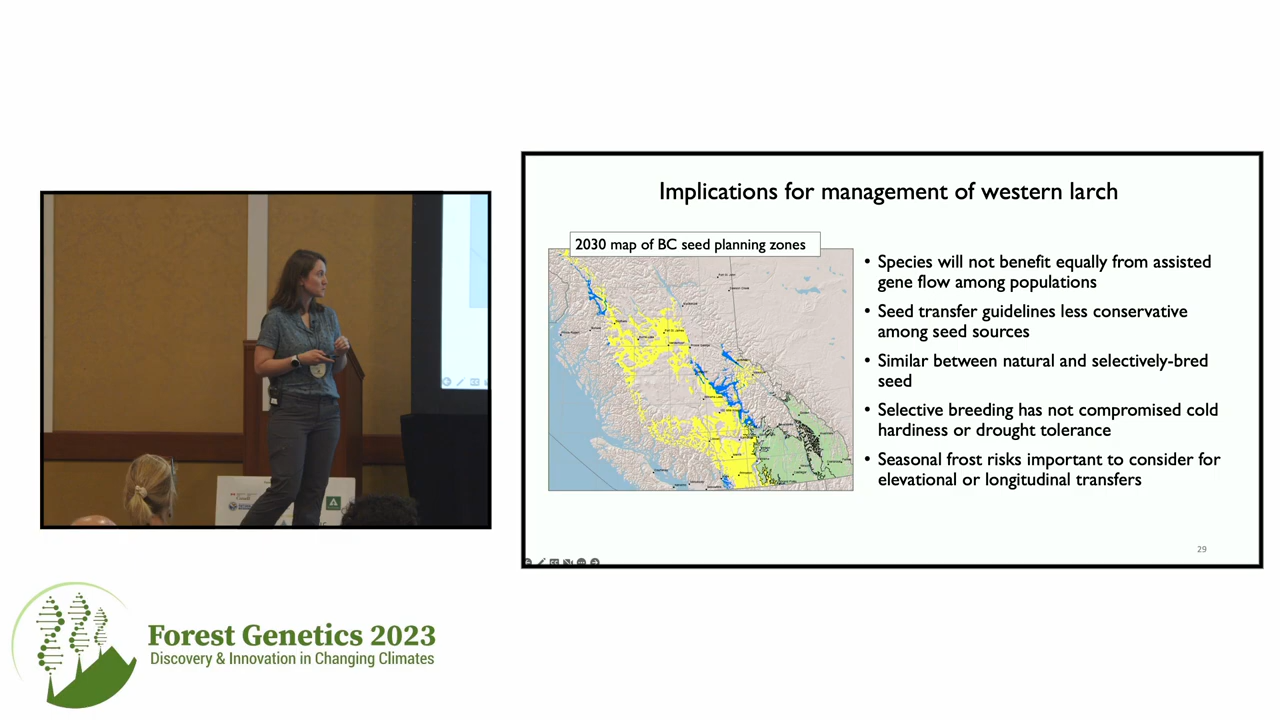 Implications for management of western larch
2030 map of BC seed planning zones
• Species will not benefit equally from assisted
gene flow among populations
• Seed transfer guidelines less conservative
among seed sources
• Similar between natural and selectively-bred
seed
• Selective breeding has not compromised cold
hardiness or drought tolerance
• Seasonal frost risks important to consider for
elevational or longitudinal transfers
29
Forest Genetics 2023
Discovery & Innovation in Changing Climates